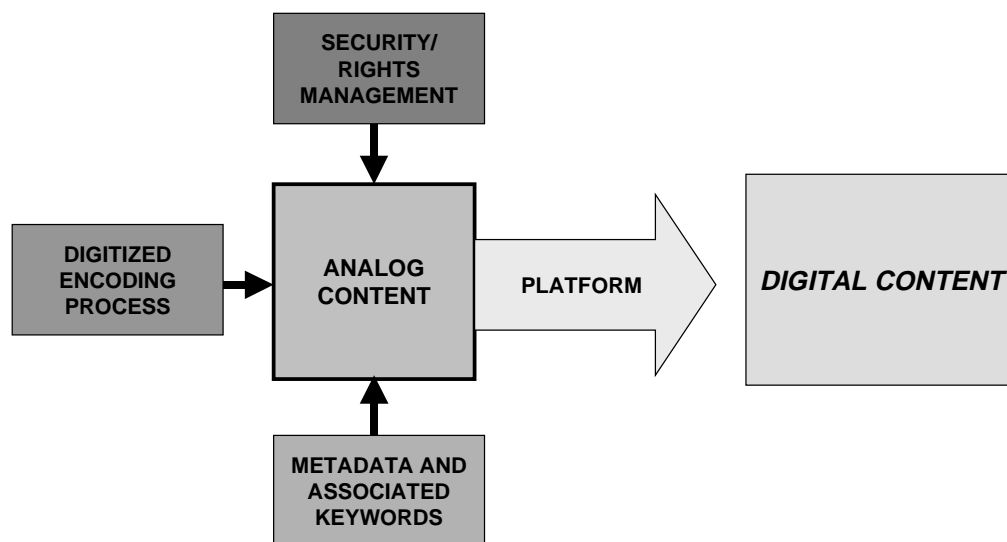 SECURITY/
RIGHTS
MANAGEMENT
DIGITIZED
ENCODING
PROCESS
ANALOG
CONTENT
PLATFORM
DIGITAL CONTENT
METADATA AND
ASSOCIATED
KEYWORDS